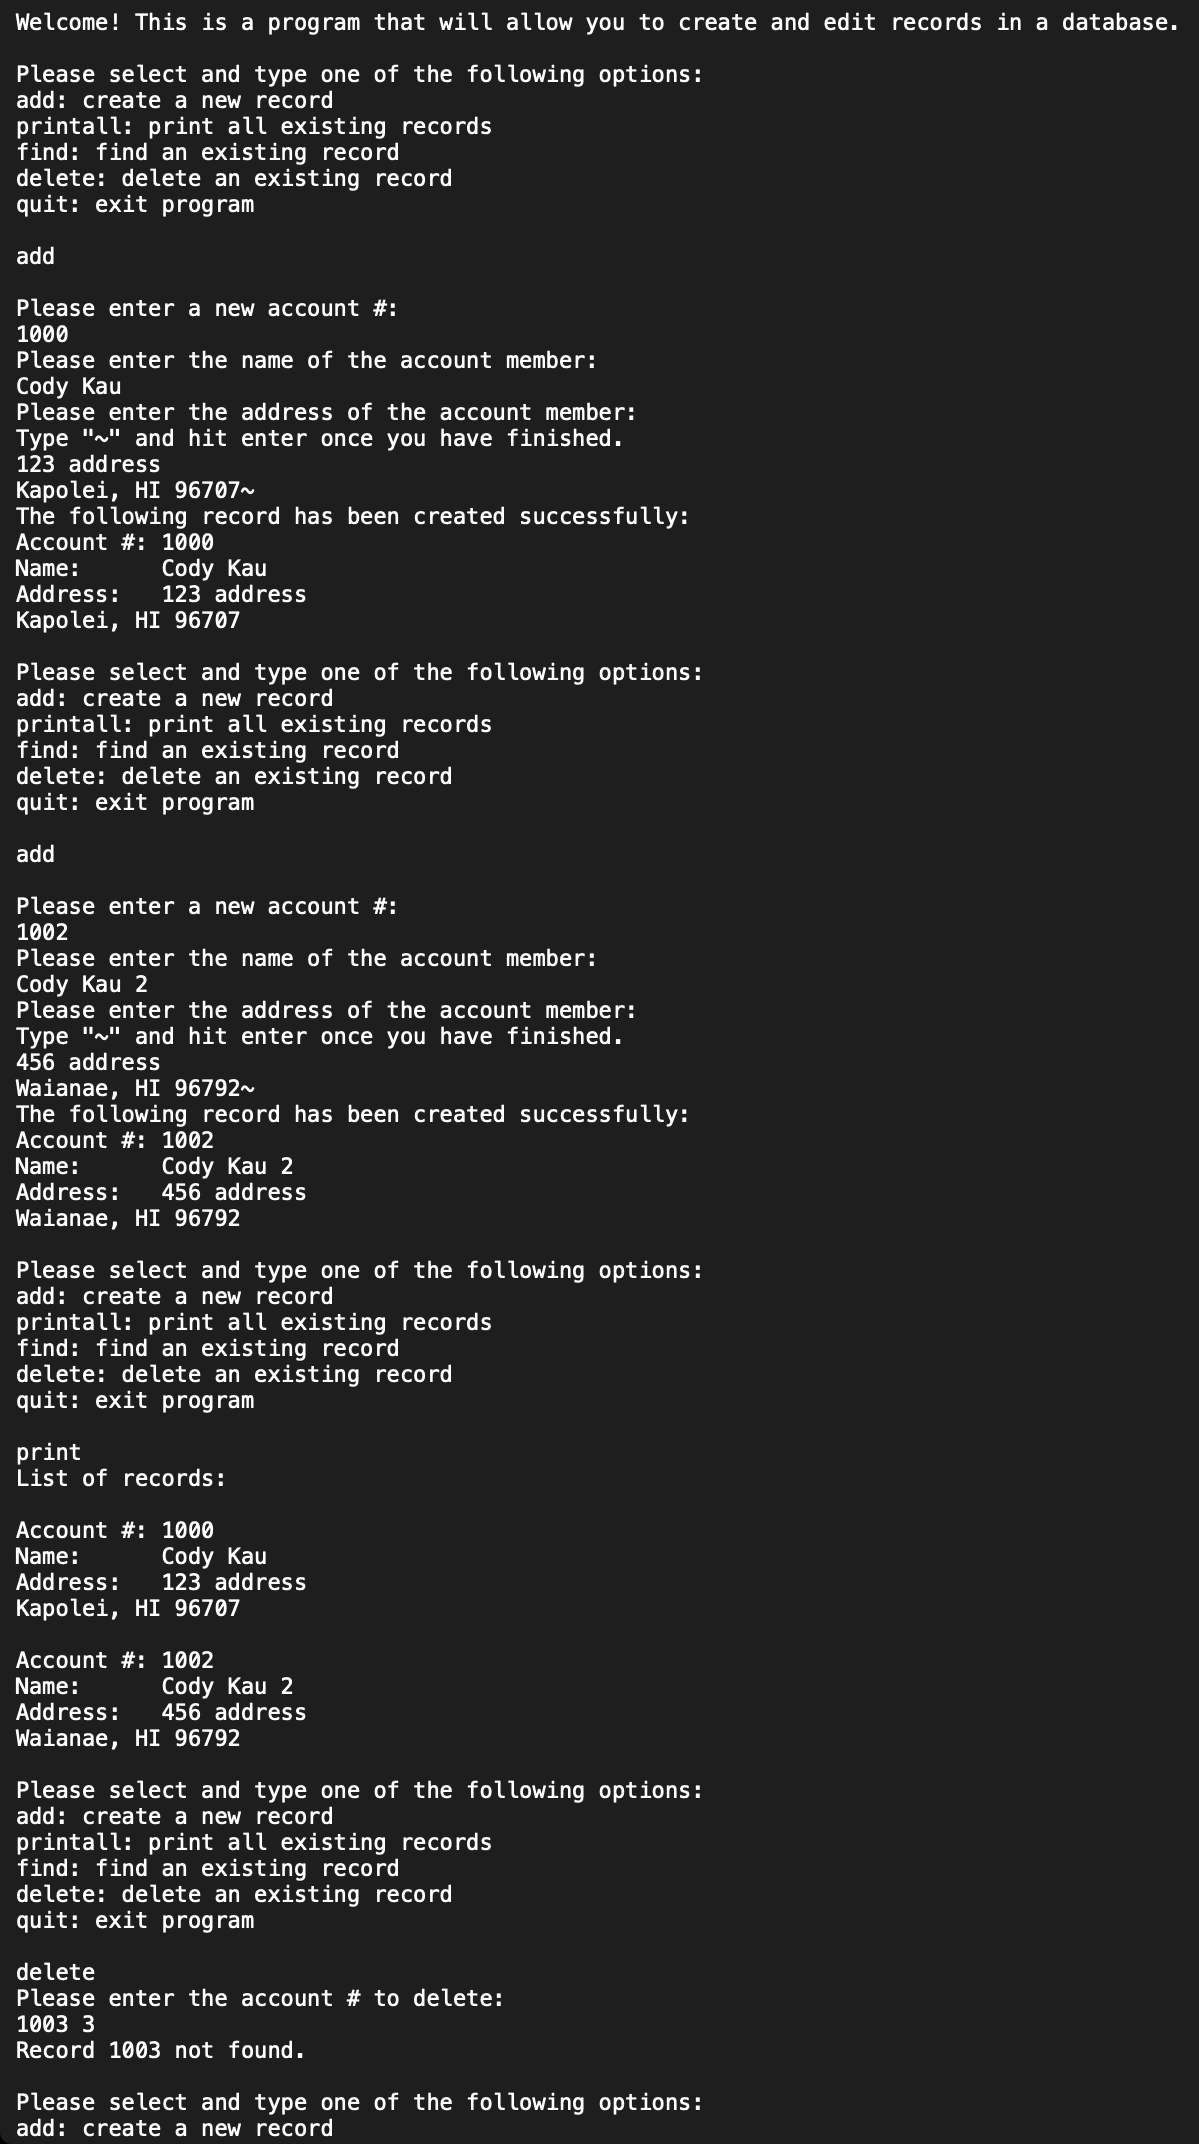 Welcome! This is a program that will allow you to create and edit records in a database.

Please select and type one of the following options:
add: create a new record
printall: print all existing records
find: find an existing record
delete: delete an existing record
quit: exit program

add

Please enter a new account #:
1000
Please enter the name of the account member:
Cody Kau
Please enter the address of the account member:
Type "~" and hit enter once you have finished.
123 address
Kapolei, HI 96707~
The following record has been created successfully:
Account #: 1000
Name:      Cody Kau
Address:   123 address
Kapolei, HI 96707

Please select and type one of the following options:
add: create a new record
printall: print all existing records
find: find an existing record
delete: delete an existing record
quit: exit program

add

Please enter a new account #:
1002
Please enter the name of the account member:
Cody Kau 2
Please enter the address of the account member:
Type "~" and hit enter once you have finished.
456 address
Waianae, HI 96792~
The following record has been created successfully:
Account #: 1002
Name:      Cody Kau 2
Address:   456 address
Waianae, HI 96792

Please select and type one of the following options:
add: create a new record
printall: print all existing records
find: find an existing record
delete: delete an existing record
quit: exit program

print
List of records:

Account #: 1000
Name:      Cody Kau
Address:   123 address
Kapolei, HI 96707

Account #: 1002
Name:      Cody Kau 2
Address:   456 address
Waianae, HI 96792

Please select and type one of the following options:
add: create a new record
printall: print all existing records
find: find an existing record
delete: delete an existing record
quit: exit program

delete
Please enter the account # to delete:
1003 3
Record 1003 not found.

Please select and type one of the following options:
add: create a new record